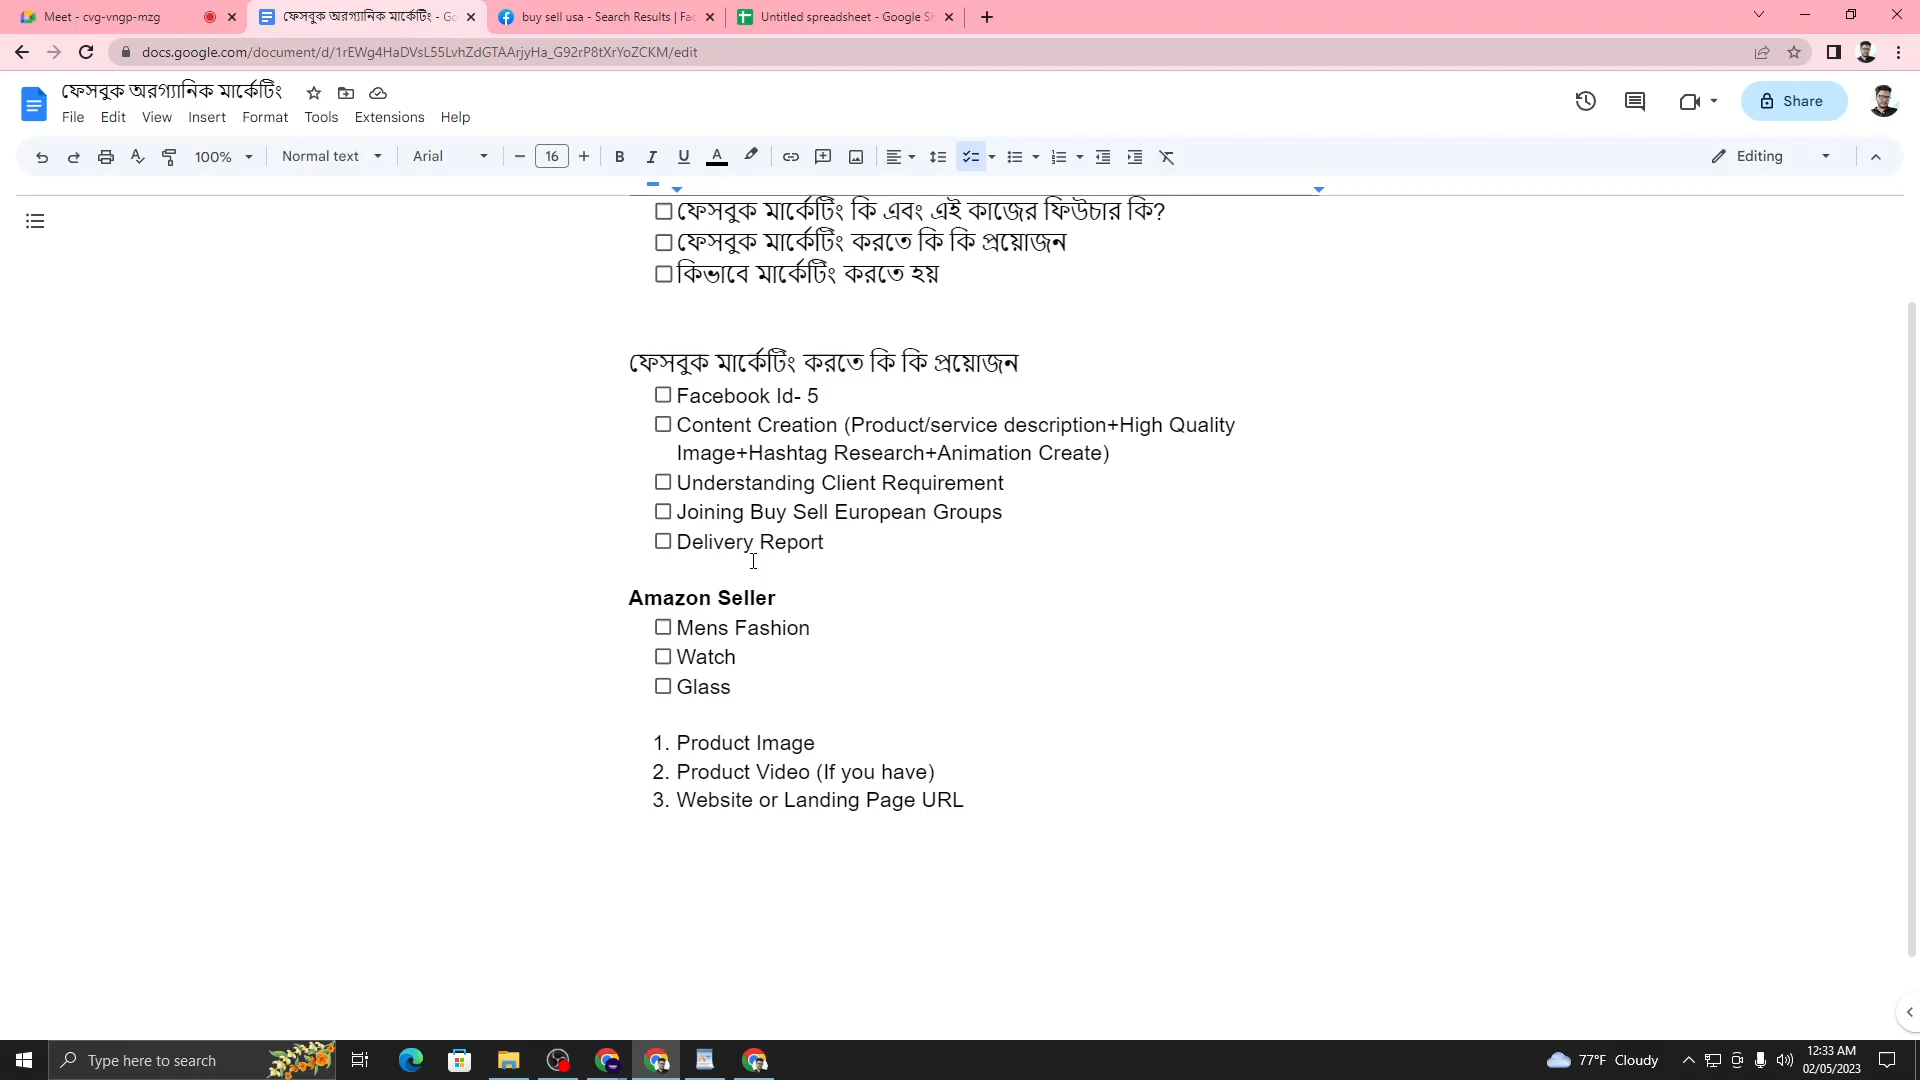 Meet - cvg-vngp-mzg
ফেসবুক অরগ্যানিক মার্কেটিং - Go
buy sell usa - Search Results | Fac
Untitled spreadsheet - Google Sh
docs.google.com/document/d/1rEWg4HaDVsL55LvhZdGTAArjyHa_G92rP8tXrYoZCKM/edit
ফেসবুক অরগ্যানিক মার্কেটিং
File Edit View Insert Format Tools Extensions Help
Share
100% Normal text Arial 16 Editing
ফেসবুক মার্কেটিং কি এবং এই কাজের ফিউচার কি?
ফেসবুক মার্কেটিং করতে কি কি প্রয়োজন
কিভাবে মার্কেটিং করতে হয়
ফেসবুক মার্কেটিং করতে কি কি প্রয়োজন
Facebook Id- 5
Content Creation (Product/service description+High Quality
Image+Hashtag Research+Animation Create)
Understanding Client Requirement
Joining Buy Sell European Groups
Delivery Report
Amazon Seller
Mens Fashion
Watch
Glass
1. Product Image
2. Product Video (If you have)
3. Website or Landing Page URL
Type here to search
77°F Cloudy
12:33 AM
02/05/2023